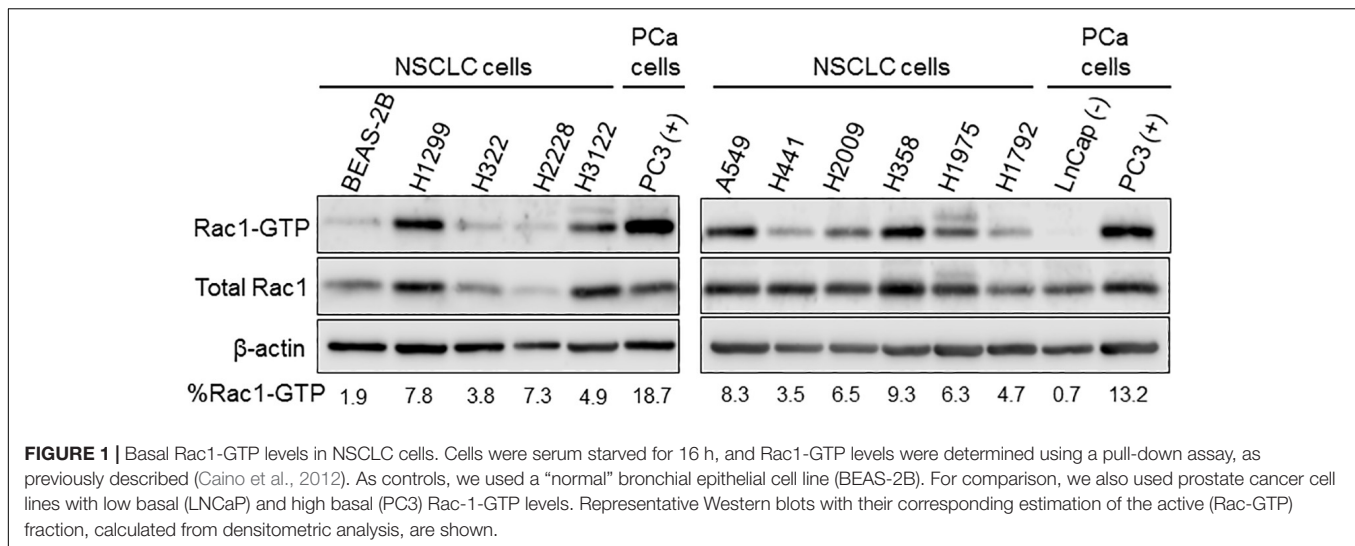 NSCLC cells
PCa
cells
NSCLC cells
PCa
cells
BEAS-2B
H1299
H322
H2228
H3122
PC3 (+)
A549
H441
H2009
H358
H1975
H1792
LnCap (-)
PC3 (+)
Rac1-GTP
Total Rac1
β-actin
%Rac1-GTP 1.9 7.8 3.8 7.3 4.9 18.7 8.3 3.5 6.5 9.3 6.3 4.7 0.7 13.2
FIGURE 1 | Basal Rac1-GTP levels in NSCLC cells. Cells were serum starved for 16 h, and Rac1-GTP levels were determined using a pull-down assay, as
previously described (Caino et al., 2012). As controls, we used a “normal” bronchial epithelial cell line (BEAS-2B). For comparison, we also used prostate cancer cell
lines with low basal (LNCaP) and high basal (PC3) Rac-1-GTP levels. Representative Western blots with their corresponding estimation of the active (Rac-GTP)
fraction, calculated from densitometric analysis, are shown.